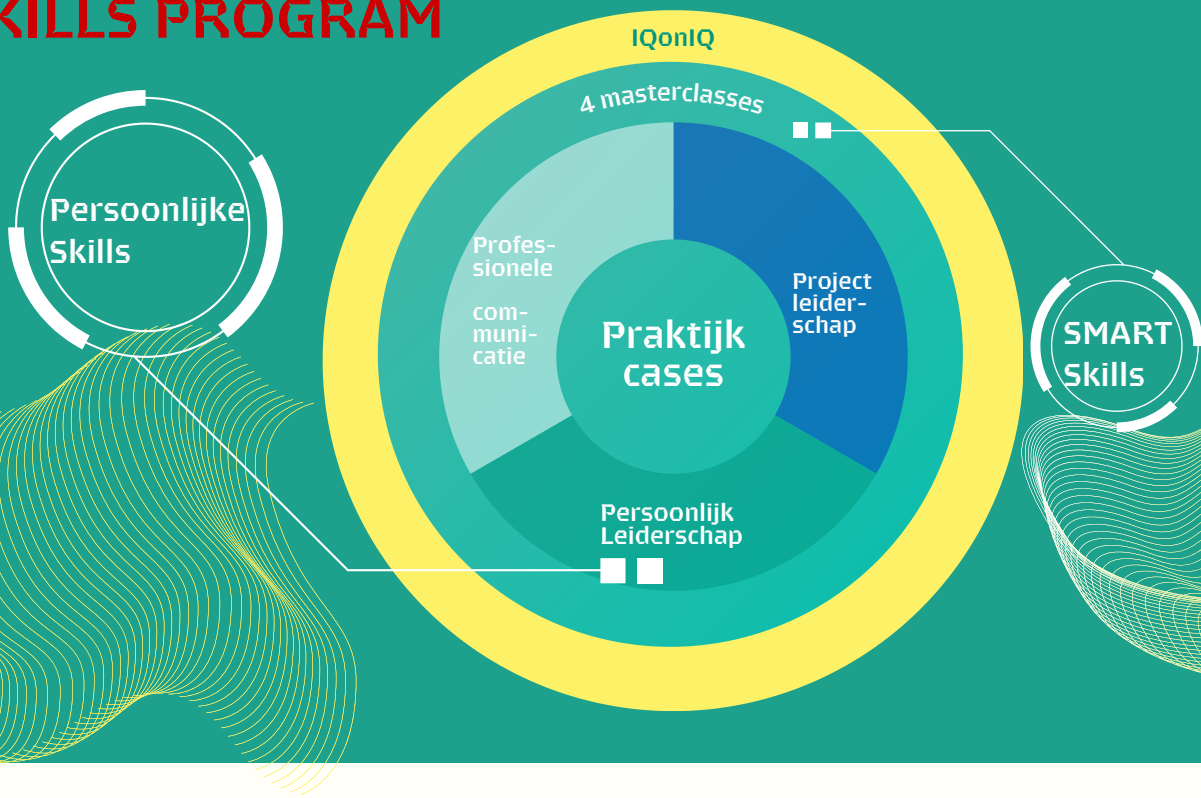 KILLS PROGRAM
IQonIQ
4 masterclasses
Persoonlijke
Skills
Profes-
sionele
com-
muni-
catie
Project
leider-
schap
Praktijk
cases
SMART
Skills
Persoonlijk
Leiderschap